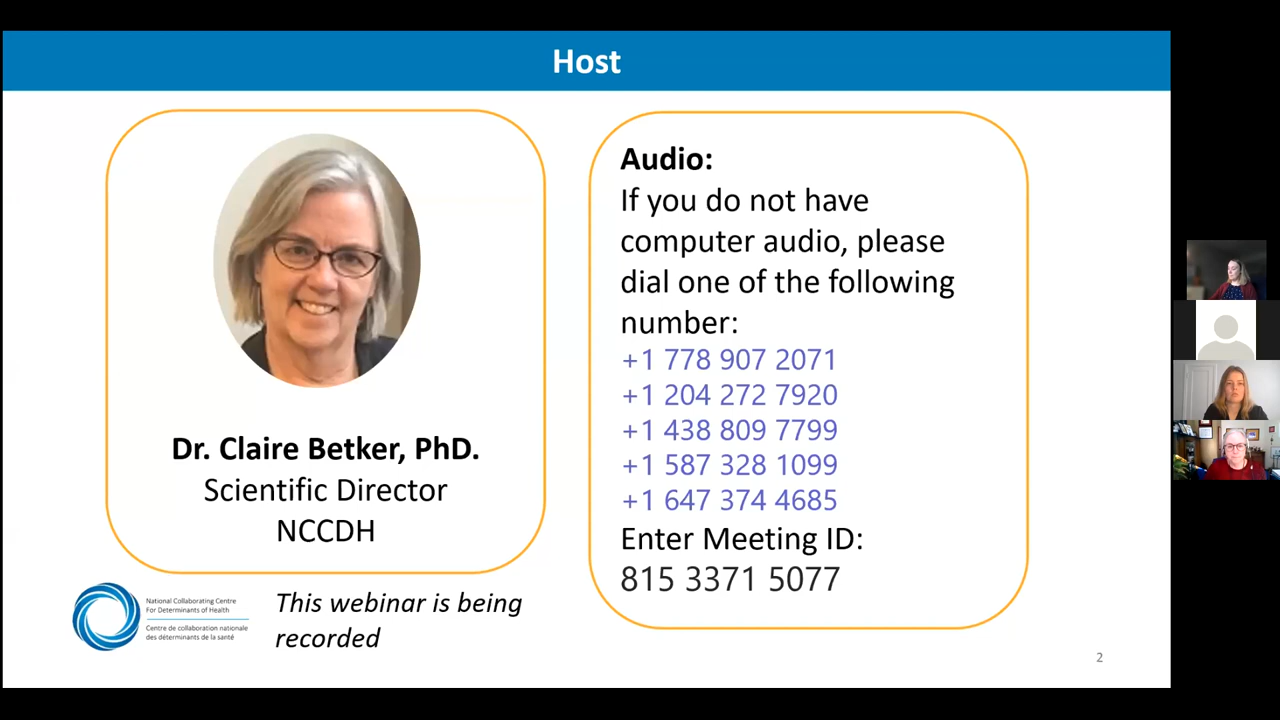 Host
Dr. Claire Betker, PhD.
Scientific Director
NCCDH
Audio:
If you do not have
computer audio, please
dial one of the following
number:
+1 778 907 2071
+1 204 272 7920
+1 438 809 7799
+1 587 328 1099
+1 647 374 4685
Enter Meeting ID:
815 3371 5077
National Collaborating Centre
For Determinants of Health
Centre de collaboration nationale
des déterminants de la santé
This webinar is being
recorded
2